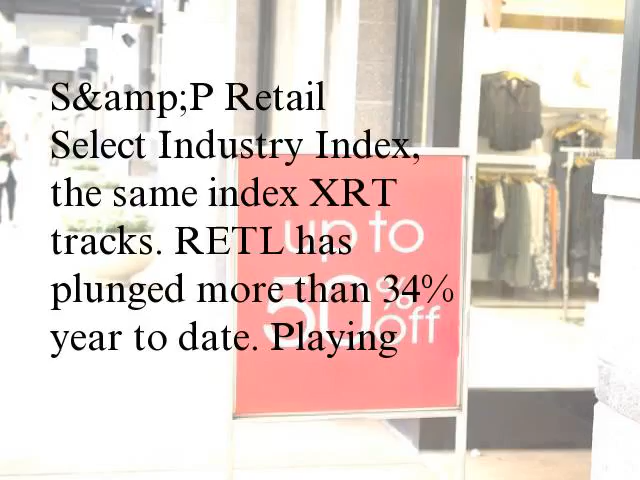 S&amp;P Retail
Select Industry Index,
the same index XRT
tracks. RETL has
plunged more than 34%
year to date. Playing
up to
50%
off